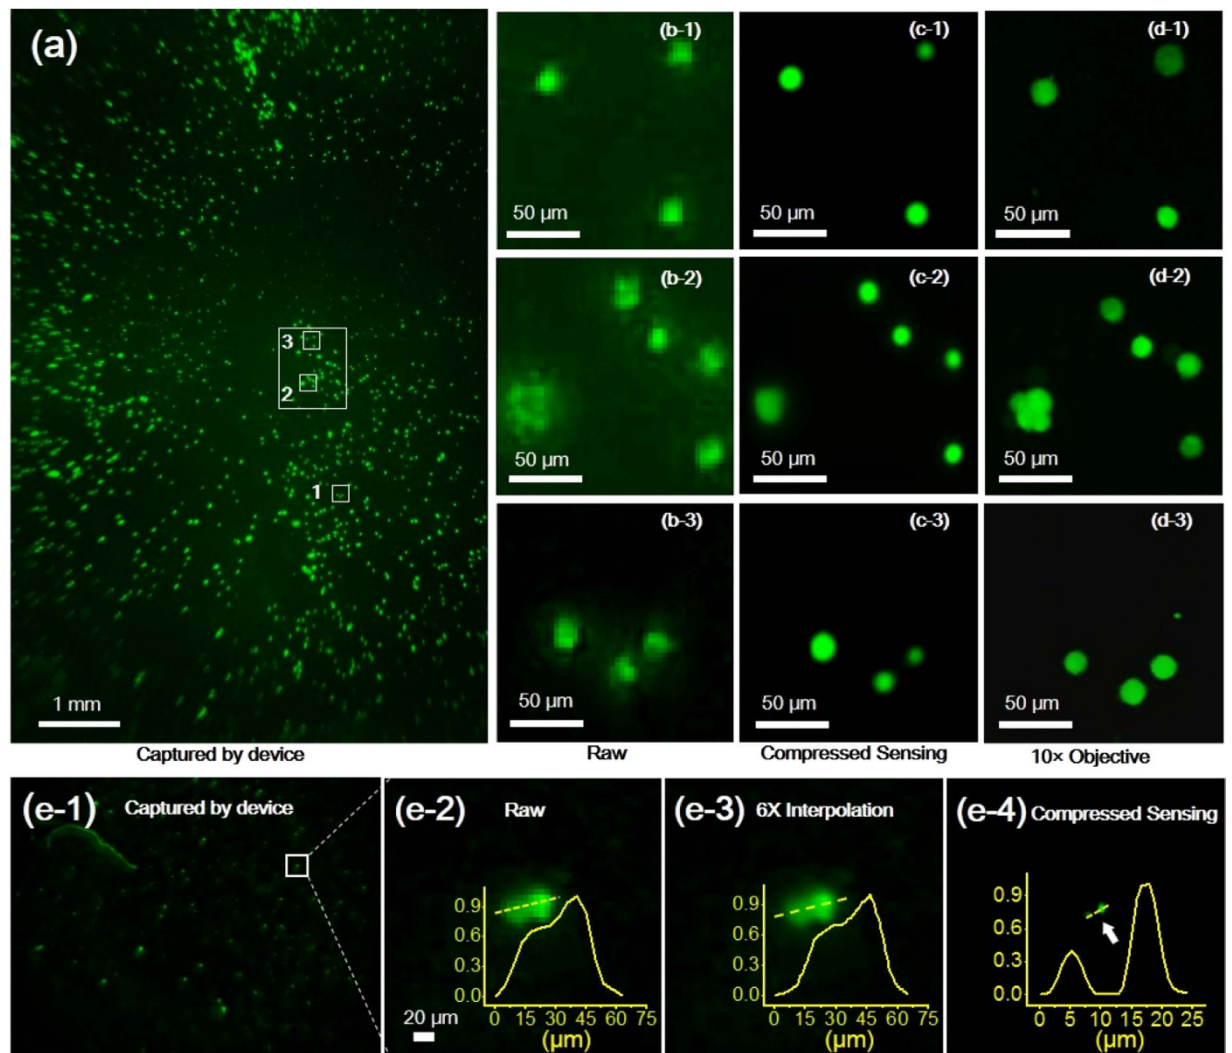 (a)
3
2
1
1 mm
Captured by device
(b-1)
50 µm
(c-1)
50 µm
(d-1)
50 µm
(b-2)
50 µm
(c-2)
50 µm
(d-2)
50 µm
(b-3)
50 µm
(c-3)
50 µm
(d-3)
50 µm
Raw
Compressed Sensing
10× Objective
(e-1) Captured by device
(e-2) Raw
0.9
0.6
0.3
0.0
0 15 30 45 60 75
(µm)
20 µm
(e-3) 6X Interpolation
0.9
0.6
0.3
0.0
0 15 30 45 60 75
(µm)
(e-4) Compressed Sensing
0.9
0.6
0.3
0.0
0 5 10 15 20 25
(µm)